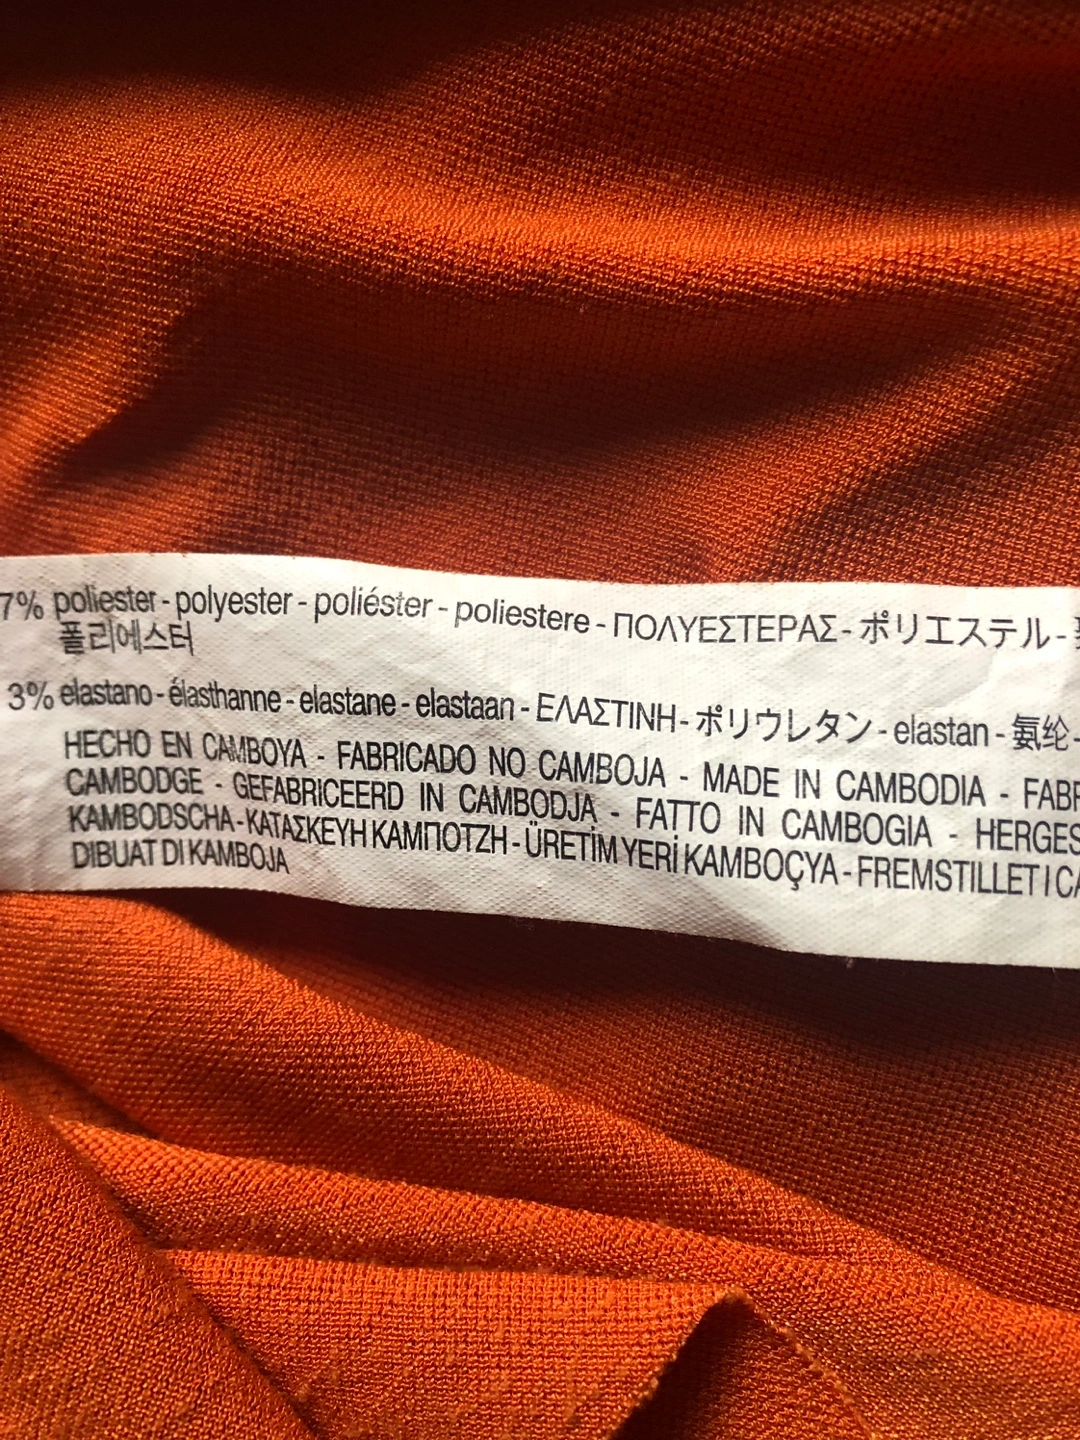 7% poliester - polyester - poliéster - poliestere - ΠΟΛΥΕΣΤΕΡΑΣ - ポリエステル -
폴리에스터
3% elastano - élasthanne - elastane - elastaan - ΕΛΑΣΤΙΝΗ - ポリウレタン - elastan - 氨纶 -
HECHO EN CAMBOYA - FABRICADO NO CAMBOJA - MADE IN CAMBODIA - FABR
CAMBODGE - GEFABRICEERD IN CAMBODJA - FATTO IN CAMBOGIA - HERGES
KAMBODSCHA - ΚΑΤΑΣΚΕΥΗ ΚΑΜΠΟΤΖΗ - ÜRETİM YERİ KAMBOÇYA - FREMSTILLET I CA
DIBUAT DI KAMBOJA